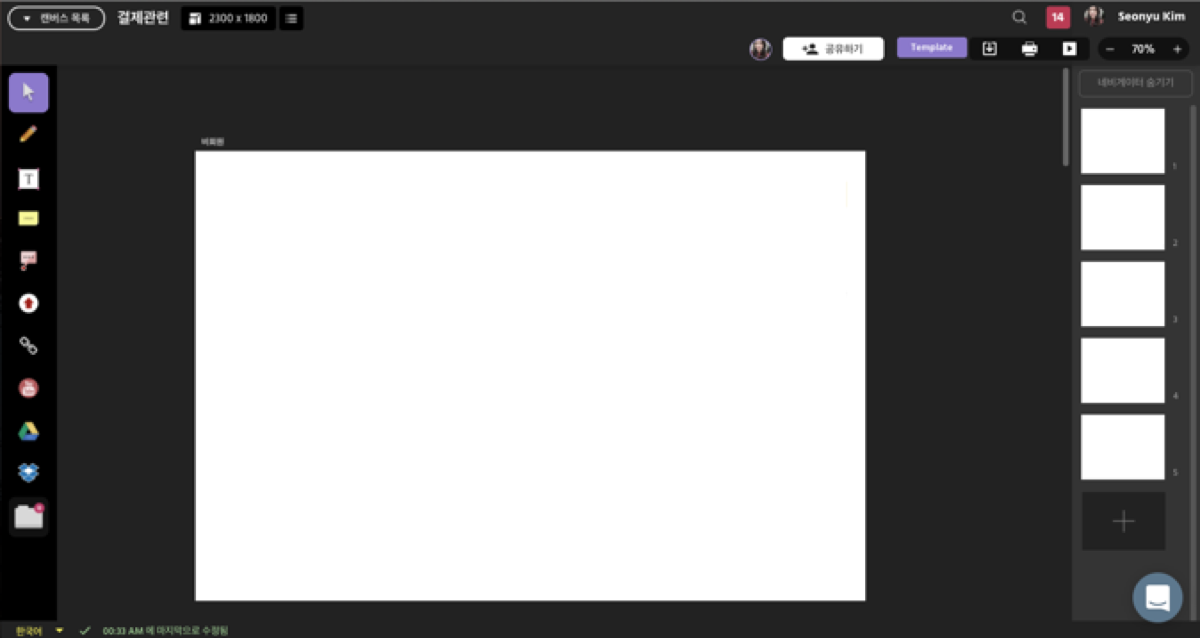 캔버스 목록
결제관련
2300 x 1800
14
Seonyu Kim
공유하기
Template
70%
네비게이터 숨기기
비회원
T
1
2
3
4
5
한국어
00:33 AM 에 마지막으로 수정됨